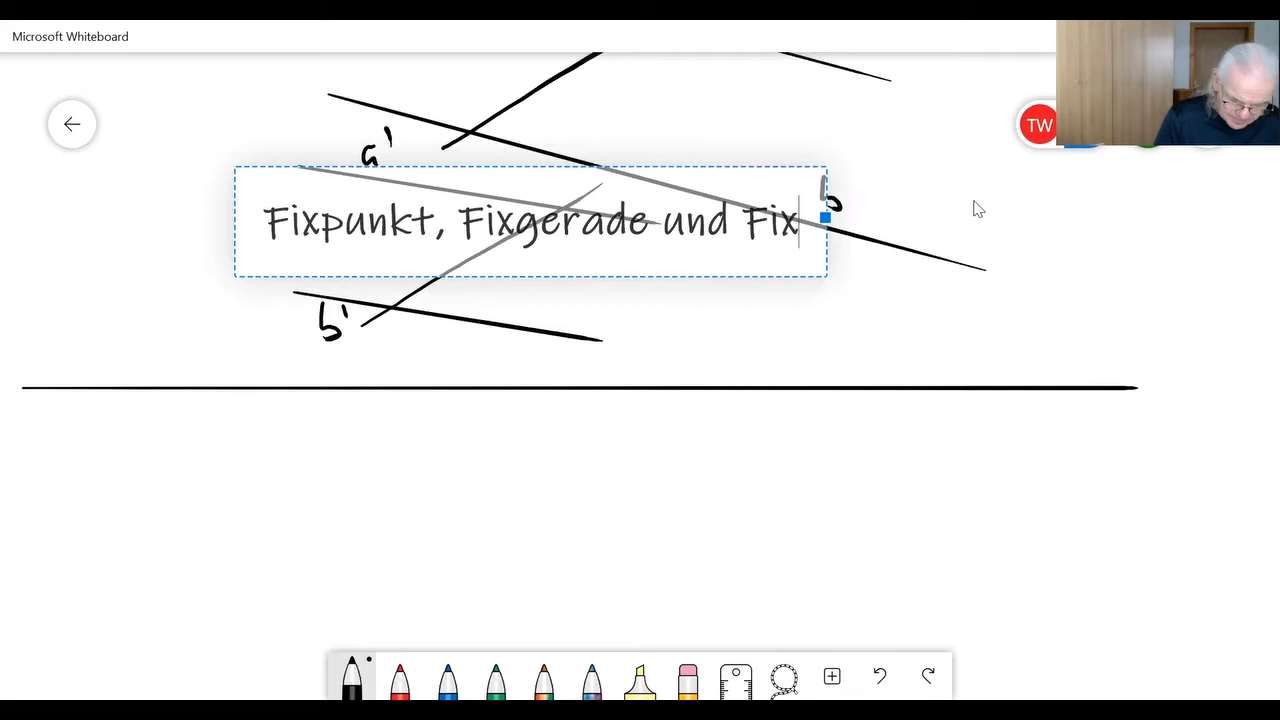 Microsoft Whiteboard
TW
a'
b
Fixpunkt, Fixgerade und Fix
b'